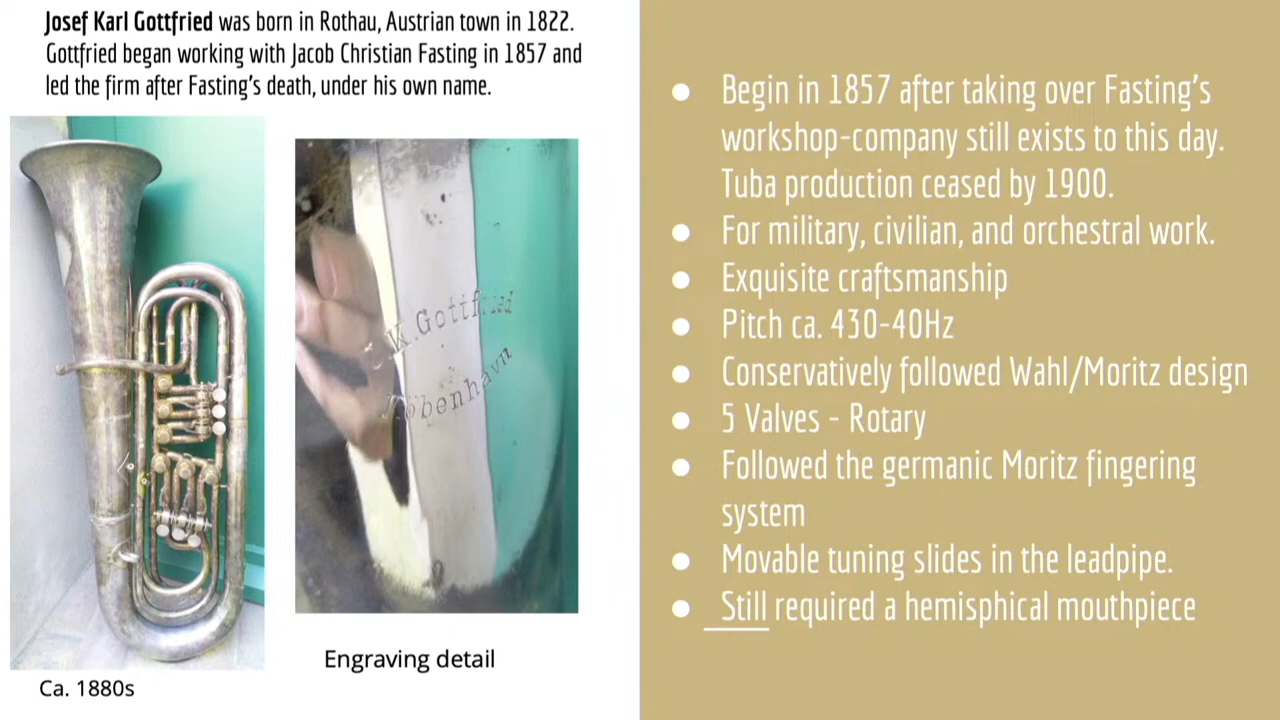 Josef Karl Gottfried was born in Rothau, Austrian town in 1822.
Gottfried began working with Jacob Christian Fasting in 1857 and
led the firm after Fasting's death, under his own name.
K.Gottfried
Kobenhavn
Engraving detail
Ca. 1880s
● Begin in 1857 after taking over Fasting's
workshop-company still exists to this day.
Tuba production ceased by 1900.
● For military, civilian, and orchestral work.
● Exquisite craftsmanship
● Pitch ca. 430-40Hz
● Conservatively followed Wahl/Moritz design
● 5 Valves - Rotary
● Followed the germanic Moritz fingering
system
● Movable tuning slides in the leadpipe.
● Still required a hemisphical mouthpiece